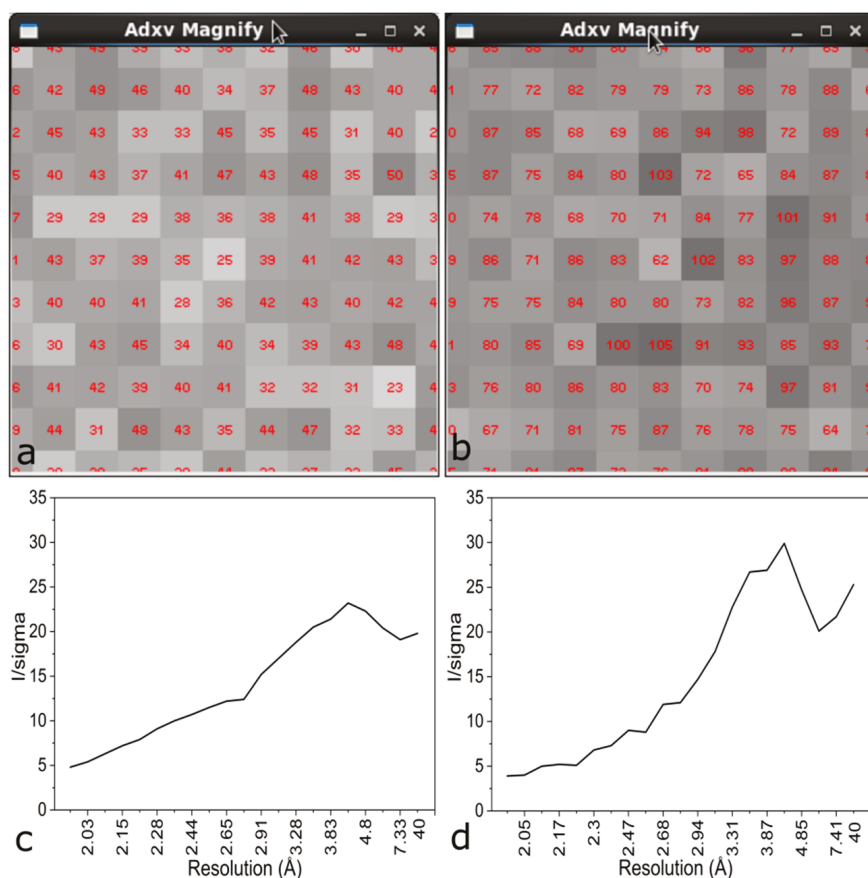 Adxv Magnify
42 49 46 40 34 37 48 43 40
45 43 33 33 45 35 45 31 40
40 43 37 41 47 43 48 35 50
29 29 29 38 36 38 41 38 29
43 37 39 35 25 39 41 42 43
40 40 41 28 36 42 43 40 42
30 43 45 34 40 34 39 43 48
41 42 39 40 41 32 32 31 23
44 31 48 43 35 44 47 32 33
a
Adxv Magnify
77 72 82 79 79 73 86 78 88
87 85 68 69 86 94 98 72 89
87 75 84 80 103 72 65 84 87
74 78 68 70 71 84 77 101 91
86 71 86 83 62 102 83 97 88
75 75 84 80 80 73 82 96 87
80 85 69 100 105 91 93 85 93
76 80 86 80 83 70 74 97 81
67 71 81 75 87 76 78 75 64
b
35
30
25
20
15
10
5
0
I/sigma
2.03 2.15 2.28 2.44 2.65 2.91 3.28 3.83 4.8 7.33 40
Resolution (Å)
c
35
30
25
20
15
10
5
0
I/sigma
2.05 2.17 2.3 2.47 2.68 2.94 3.31 3.87 4.85 7.41 40
Resolution (Å)
d